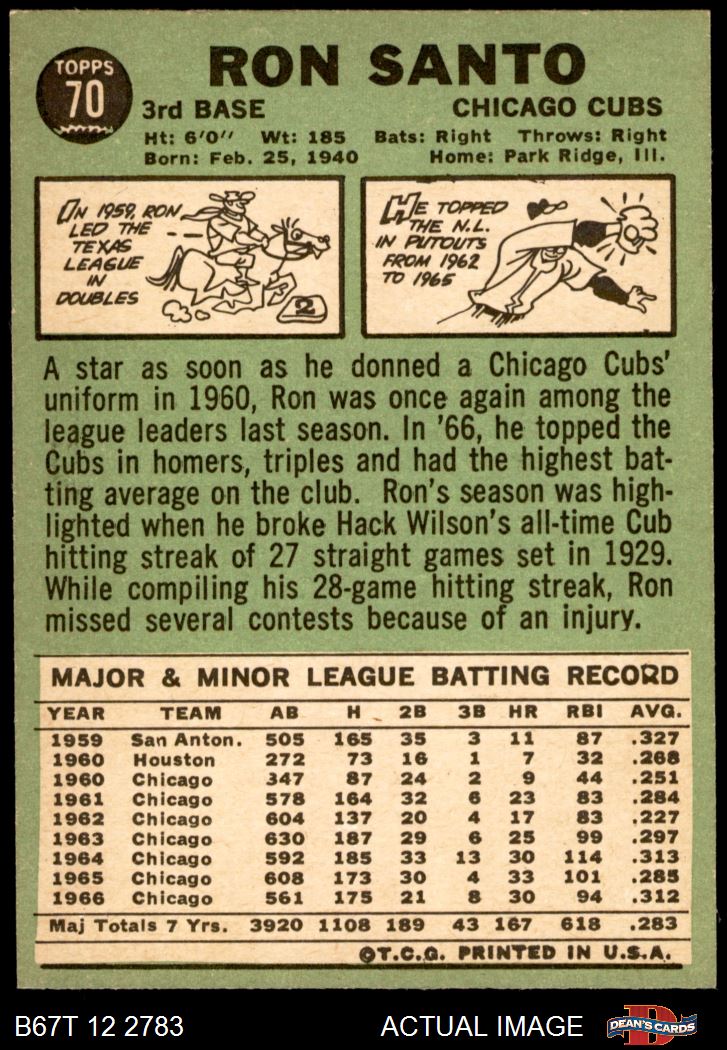 TOPPS
70
RON SANTO
3rd BASE CHICAGO CUBS
Ht: 6'0" Wt: 185 Bats: Right Throws: Right
Born: Feb. 25, 1940 Home: Park Ridge, Ill.
IN 1959, RON
LED THE
TEXAS
LEAGUE
IN
DOUBLES
2
HE TOPPED
THE N.L.
IN PUTOUTS
FROM 1962
TO 1965
A star as soon as he donned a Chicago Cubs'
uniform in 1960, Ron was once again among the
league leaders last season. In '66, he topped the
Cubs in homers, triples and had the highest bat-
ting average on the club. Ron's season was high-
lighted when he broke Hack Wilson's all-time Cub
hitting streak of 27 straight games set in 1929.
While compiling his 28-game hitting streak, Ron
missed several contests because of an injury.
MAJOR & MINOR LEAGUE BATTING RECORD
YEAR TEAM AB H 2B 3B HR RBI AVG.
1959 San Anton. 505 165 35 3 11 87 .327
1960 Houston 272 73 16 1 7 32 .268
1960 Chicago 347 87 24 2 9 44 .251
1961 Chicago 578 164 32 6 23 83 .284
1962 Chicago 604 137 20 4 17 83 .227
1963 Chicago 630 187 29 6 25 99 .297
1964 Chicago 592 185 33 13 30 114 .313
1965 Chicago 608 173 30 4 33 101 .285
1966 Chicago 561 175 21 8 30 94 .312
Maj Totals 7 Yrs. 3920 1108 189 43 167 618 .283
©T.C.G. PRINTED IN U.S.A.
B67T 12 2783 ACTUAL IMAGE DEAN'S CARDS